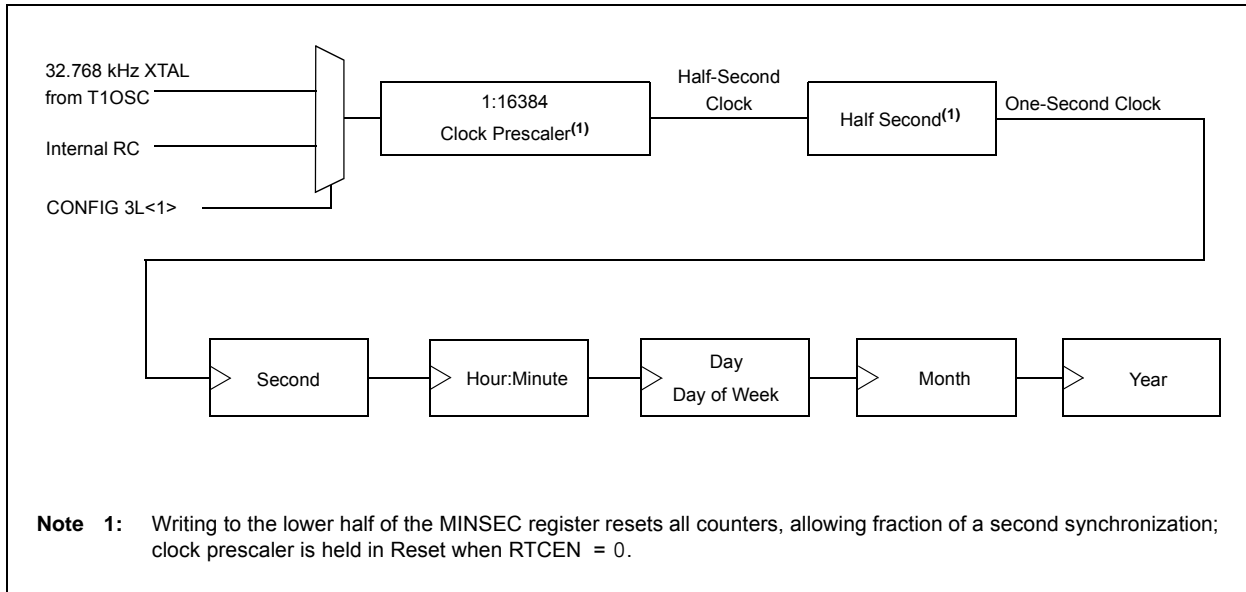 32.768 kHz XTAL
from T1OSC
Internal RC
CONFIG 3L<1>
1:16384
Clock Prescaler(1)
Half-Second
Clock
Half Second(1)
One-Second Clock
Second
Hour:Minute
Day
Day of Week
Month
Year
Note 1: Writing to the lower half of the MINSEC register resets all counters, allowing fraction of a second synchronization;
clock prescaler is held in Reset when RTCEN = 0.